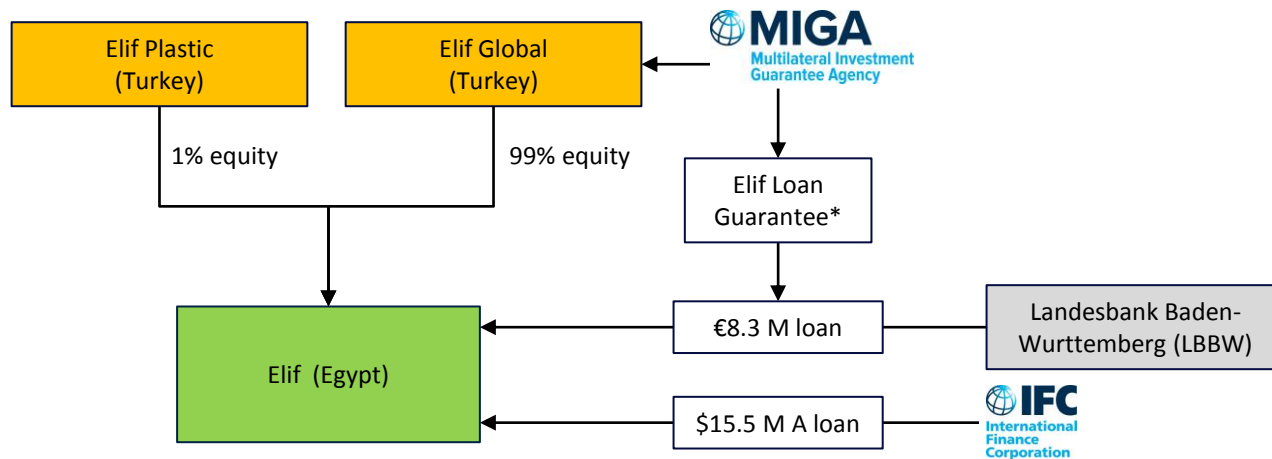 Elif Plastic
(Turkey)
Elif Global
(Turkey)
MIGA
Multilateral Investment
Guarantee Agency
1% equity
99% equity
Elif Loan
Guarantee*
Elif (Egypt)
€8.3 M loan
Landesbank Baden-
Wurttemberg (LBBW)
$15.5 M A loan
IFC
International
Finance
Corporation